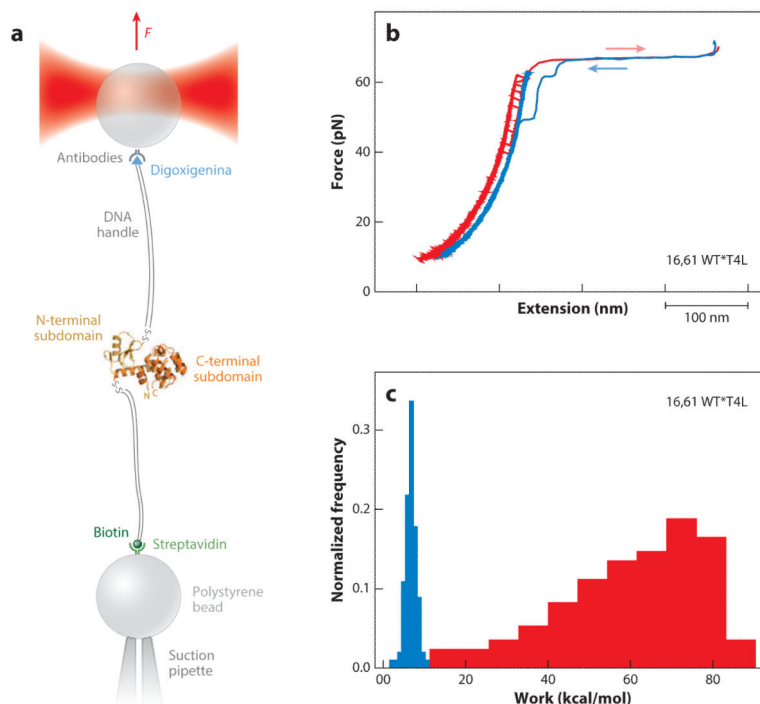 a
F
Antibodies
Digoxigenina
DNA
handle
S-S
N-terminal
subdomain
C-terminal
subdomain
S-S
N C
Biotin
Streptavidin
Polystyrene
bead
Suction
pipette
b
Force (pN)
60
40
20
0
16,61 WT*T4L
Extension (nm)
100 nm
c
16,61 WT*T4L
Normalized frequency
0.3
0.2
0.1
0.0
00
20
40
60
80
Work (kcal/mol)